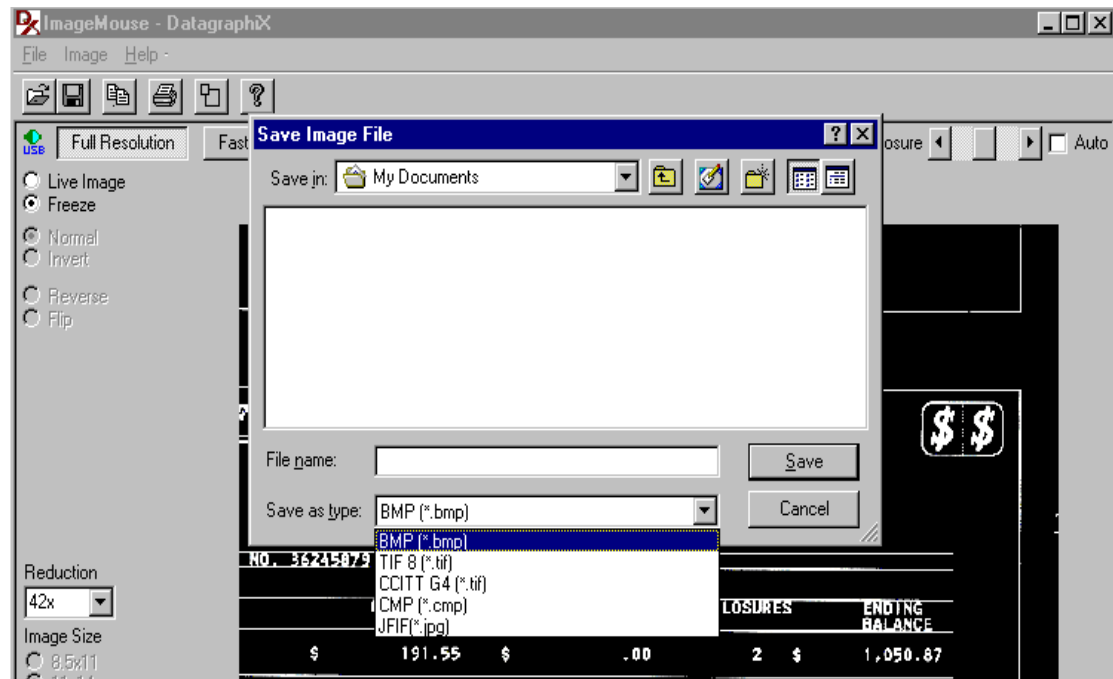 ImageMouse - DatagraphiX
File Image Help -
USB Full Resolution Fast
osure Auto
Live Image
Freeze
Normal
Invert
Reverse
Flip
Save Image File
Save in: My Documents
$ $
File name: Save
Save as type: BMP (*.bmp) Cancel
BMP (*.bmp)
TIF 8 (*.tif)
CCITT G4 (*.tif)
CMP (*.cmp)
JFIF(*.jpg)
NO. 36245879
Reduction
42x
LOSURES ENDING
BALANCE
Image Size
8.5x11
$ 191.55 $ .00 2 $ 1,050.87